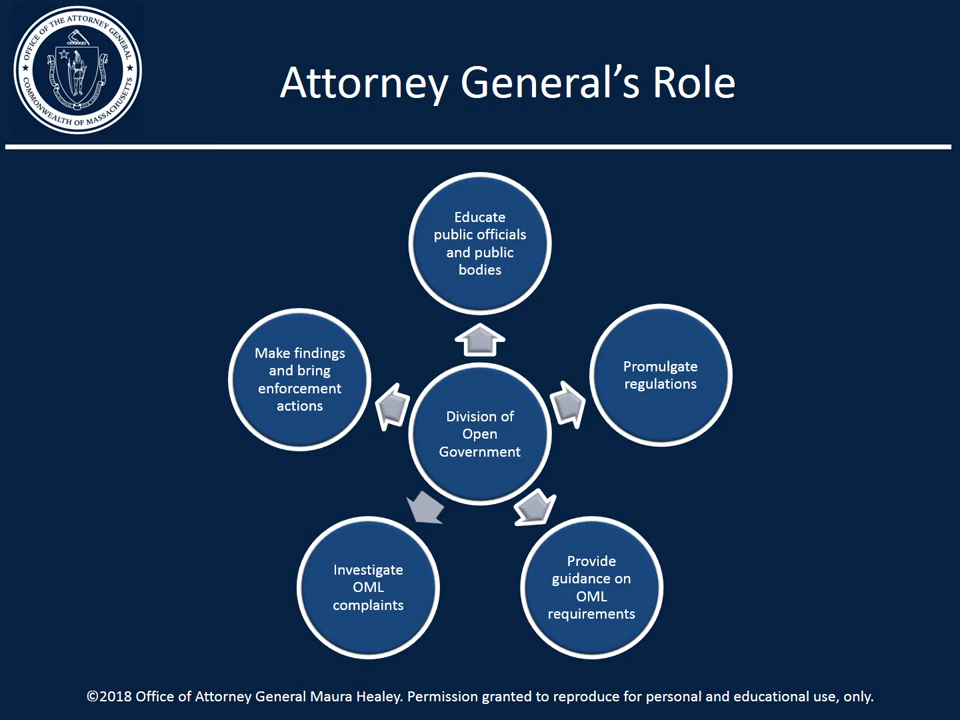 OFFICE OF THE ATTORNEY GENERAL
COMMONWEALTH OF MASSACHUSETTS
Attorney General’s Role
Educate
public officials
and public
bodies
Promulgate
regulations
Provide
guidance on
OML
requirements
Investigate
OML
complaints
Make findings
and bring
enforcement
actions
Division of
Open
Government
©2018 Office of Attorney General Maura Healey. Permission granted to reproduce for personal and educational use, only.